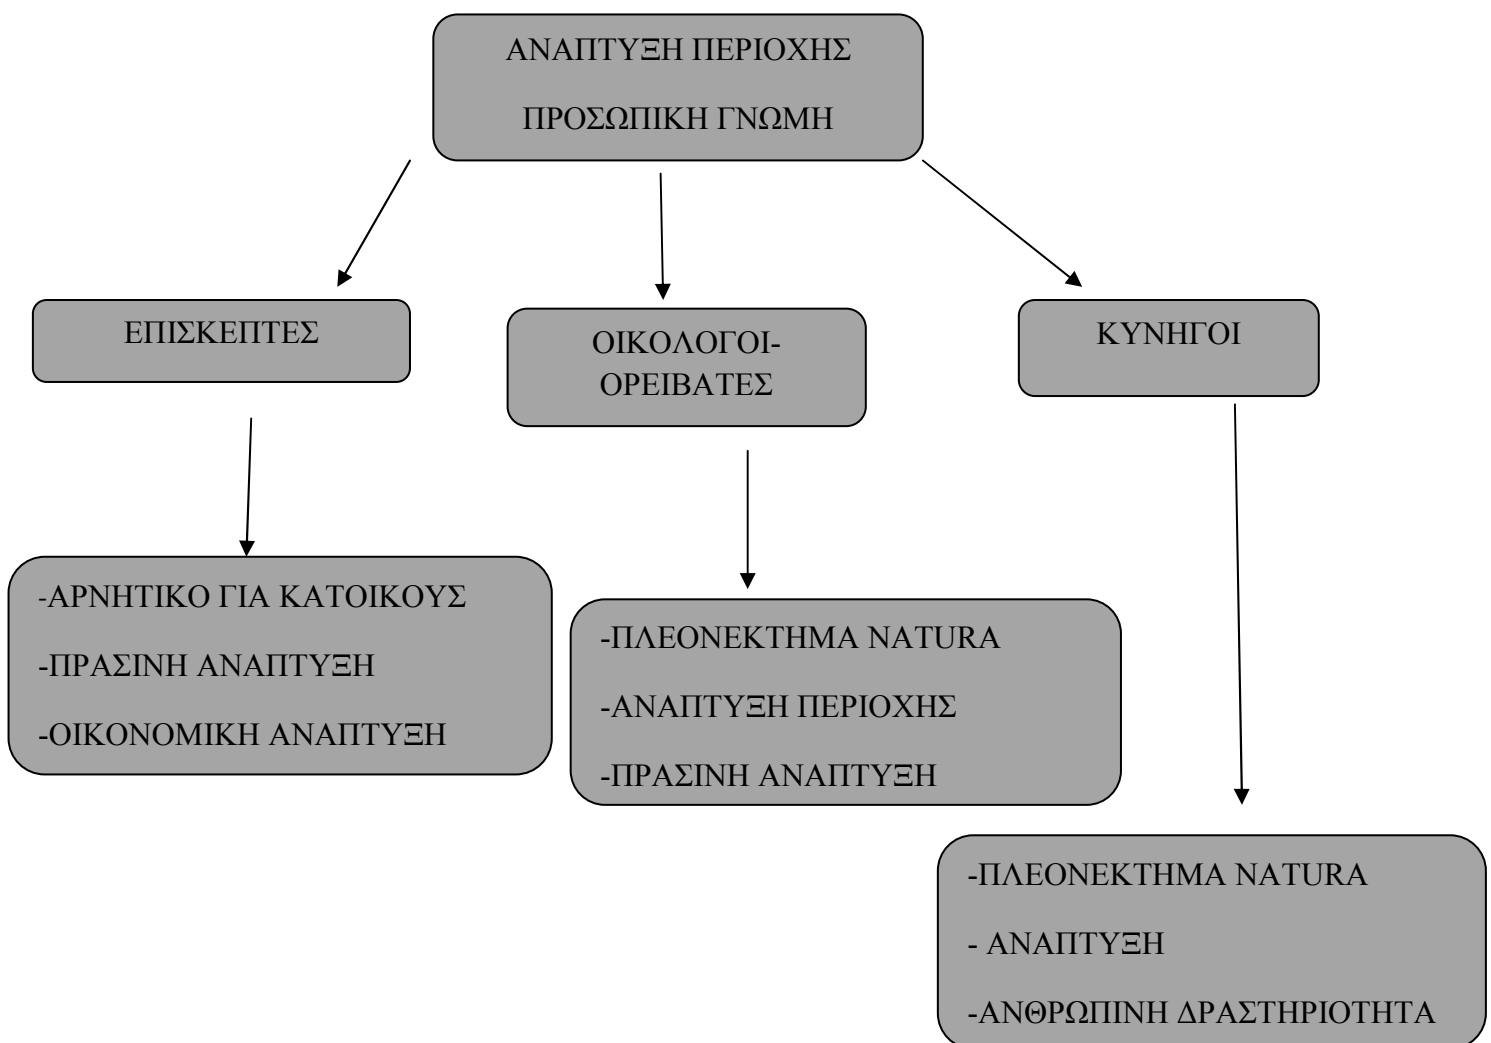 ΑΝΑΠΤΥΞΗ ΠΕΡΙΟΧΗΣ
ΠΡΟΣΩΠΙΚΗ ΓΝΩΜΗ
ΕΠΙΣΚΕΠΤΕΣ
ΟΙΚΟΛΟΓΟΙ-
ΟΡΕΙΒΑΤΕΣ
ΚΥΝΗΓΟΙ
-ΑΡΝΗΤΙΚΟ ΓΙΑ ΚΑΤΟΙΚΟΥΣ
-ΠΡΑΣΙΝΗ ΑΝΑΠΤΥΞΗ
-ΟΙΚΟΝΟΜΙΚΗ ΑΝΑΠΤΥΞΗ
-ΠΛΕΟΝΕΚΤΗΜΑ NATURA
-ΑΝΑΠΤΥΞΗ ΠΕΡΙΟΧΗΣ
-ΠΡΑΣΙΝΗ ΑΝΑΠΤΥΞΗ
-ΠΛΕΟΝΕΚΤΗΜΑ NATURA
- ΑΝΑΠΤΥΞΗ
-ΑΝΘΡΩΠΙΝΗ ΔΡΑΣΤΗΡΙΟΤΗΤΑ